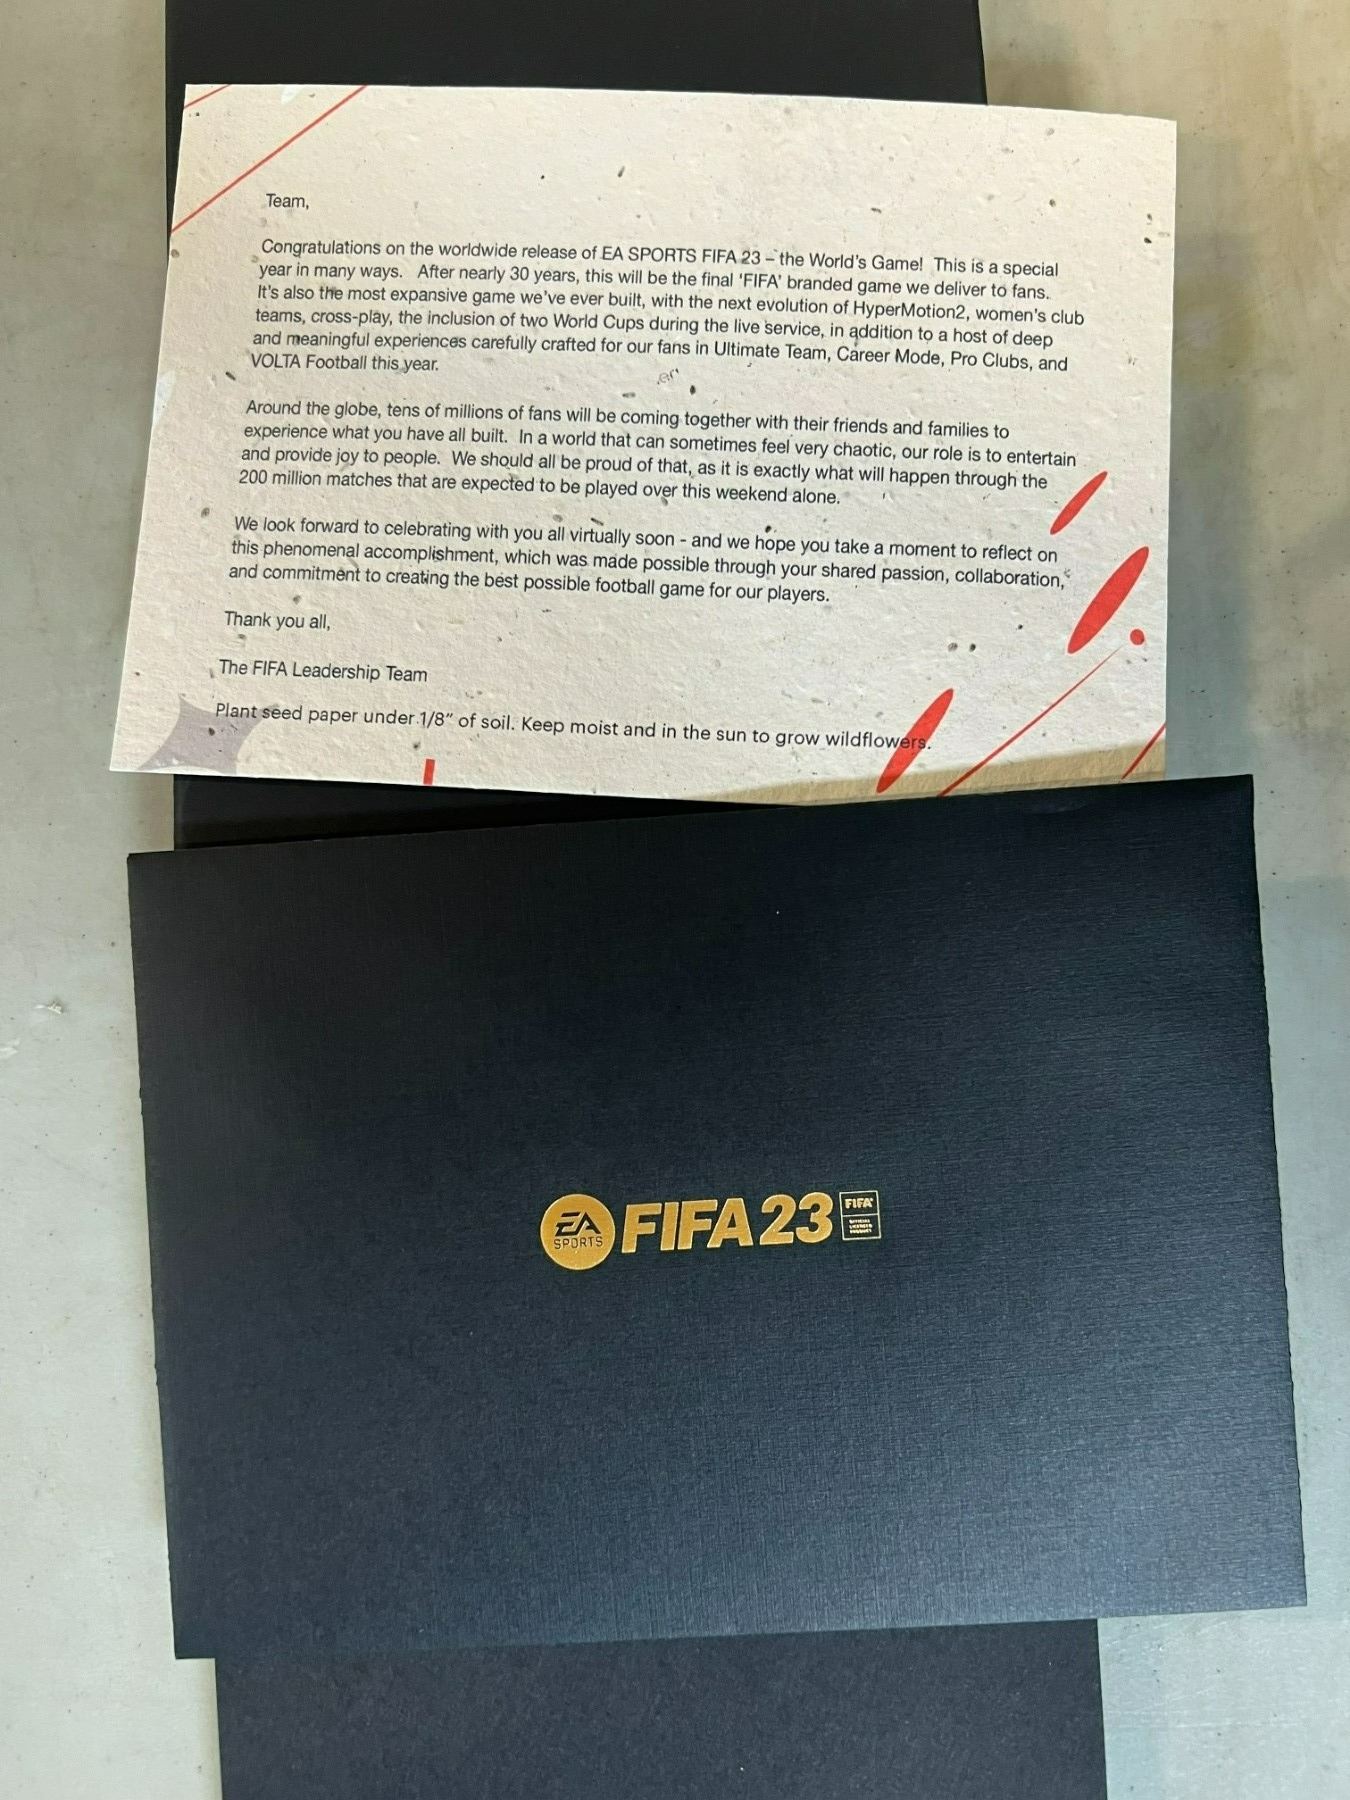 Team,
Congratulations on the worldwide release of EA SPORTS FIFA 23 – the World's Game!  This is a special
year in many ways.   After nearly 30 years, this will be the final 'FIFA' branded game we deliver to fans.
It's also the most expansive game we've ever built, with the next evolution of HyperMotion2, women's club
teams, cross-play, the inclusion of two World Cups during the live service, in addition to a host of deep
and meaningful experiences carefully crafted for our fans in Ultimate Team, Career Mode, Pro Clubs, and
VOLTA Football this year.
Around the globe, tens of millions of fans will be coming together with their friends and families to
experience what you have all built.  In a world that can sometimes feel very chaotic, our role is to entertain
and provide joy to people.  We should all be proud of that, as it is exactly what will happen through the
200 million matches that are expected to be played over this weekend alone.
We look forward to celebrating with you all virtually soon - and we hope you take a moment to reflect on
this phenomenal accomplishment, which was made possible through your shared passion, collaboration,
and commitment to creating the best possible football game for our players.
Thank you all,
The FIFA Leadership Team
Plant seed paper under 1/8" of soil. Keep moist and in the sun to grow wildflowers.
EA
SPORTS
FIFA 23
FIFA
OFFICIAL
LICENSED
PRODUCT